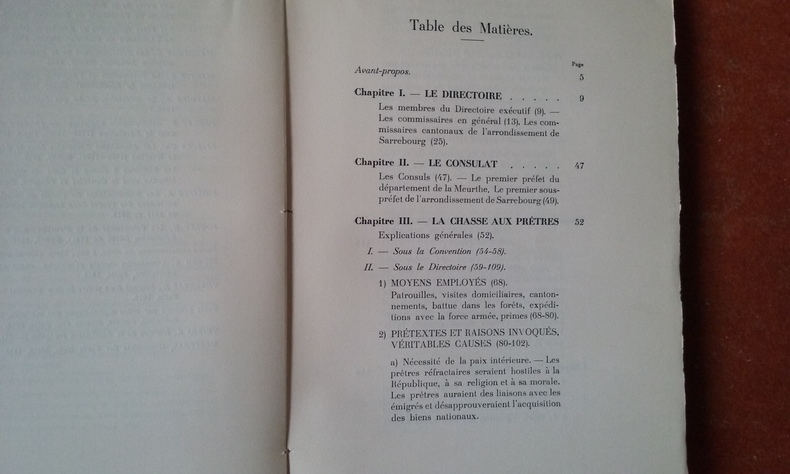 Table des Matières.
Page
Avant-propos.
5
Chapitre I. — LE DIRECTOIRE . . . . . 9
Les membres du Directoire exécutif (9). —
Les commissaires en général (13). Les com-
missaires cantonaux de l'arrondissement de
Sarrebourg (25).
Chapitre II. — LE CONSULAT . . . . . 47
Les Consuls (47). — Le premier préfet du
département de la Meurthe. Le premier sous-
préfet de l'arrondissement de Sarrebourg (49).
Chapitre III. — LA CHASSE AUX PRÊTRES 52
Explications générales (52).
I. — Sous la Convention (54-58).
II. — Sous le Directoire (59-109).
1) MOYENS EMPLOYÉS (68).
Patrouilles, visites domiciliaires, canton-
nements, battue dans les forêts, expédi-
tions avec la force armée, primes (68-80).
2) PRÉTEXTES ET RAISONS INVOQUÉS,
VÉRITABLES CAUSES (80-102).
a) Nécessité de la paix intérieure. — Les
prêtres réfractaires seraient hostiles à la
République, à sa religion et à sa morale.
Les prêtres auraient des liaisons avec les
émigrés et désapprouveraient l'acquisition
des biens nationaux.